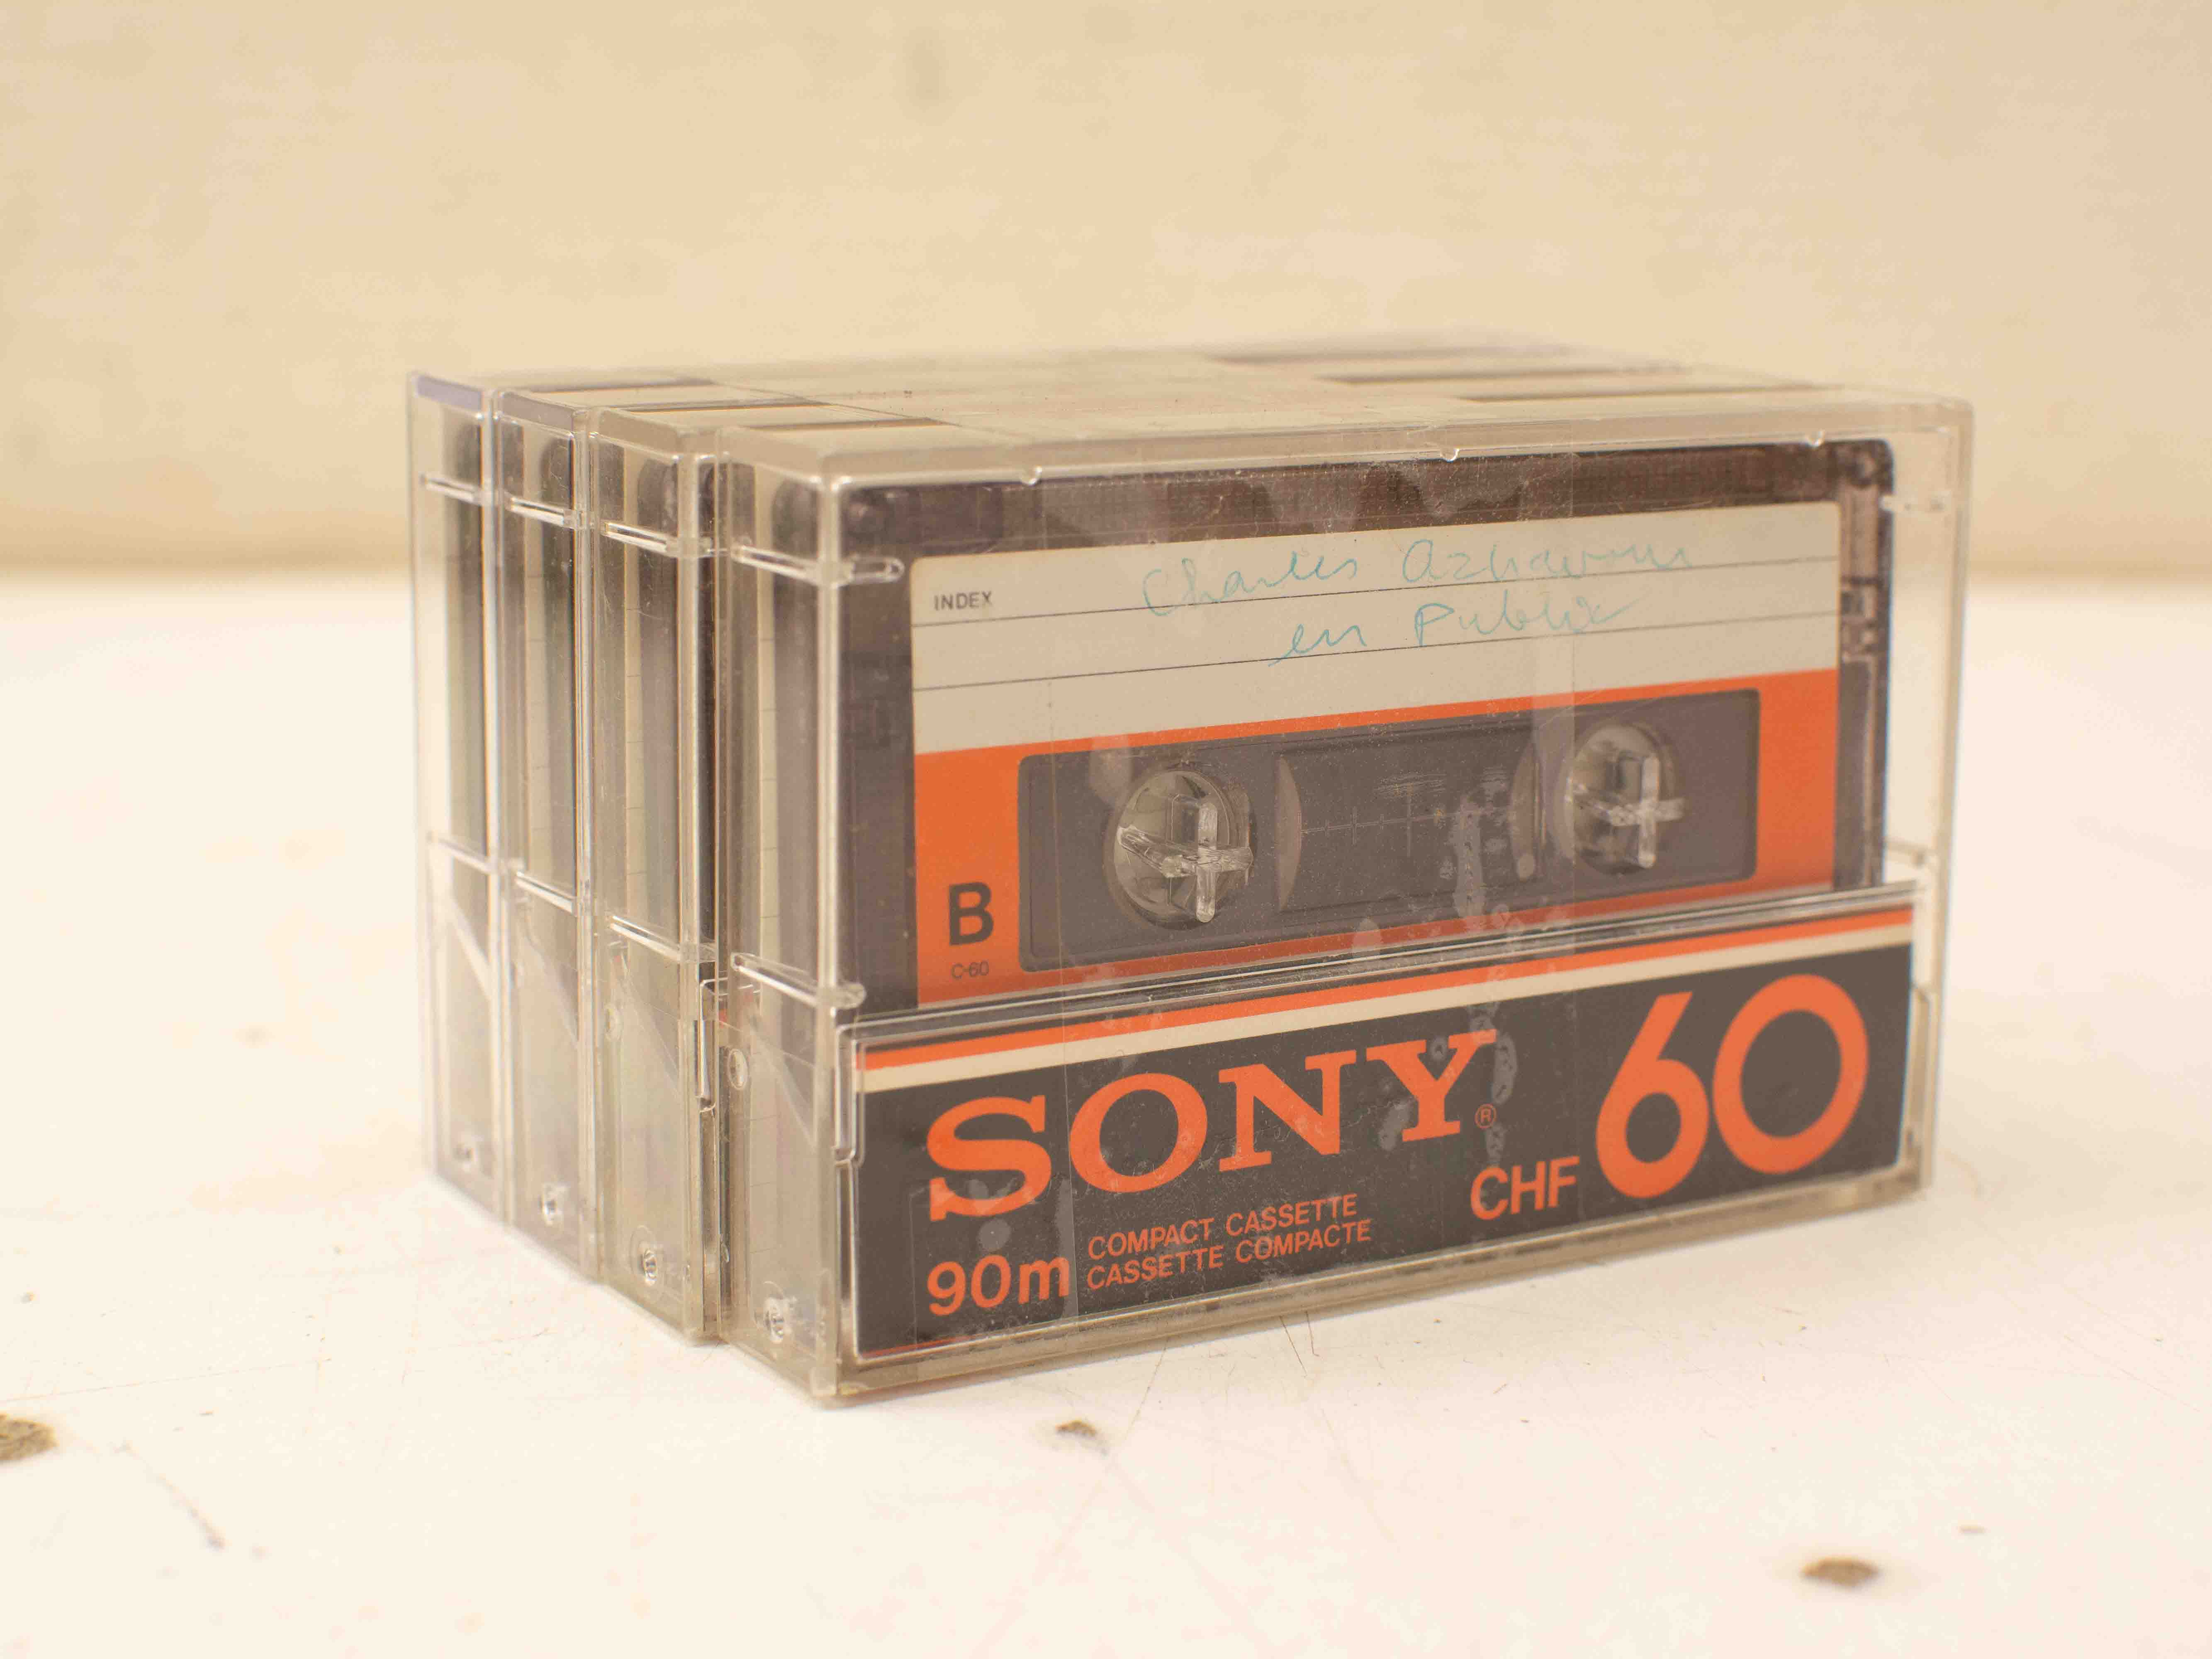 INDEX
Charles Aznavour
en Public
B
C-60
SONY®
CHF 60
90m
COMPACT CASSETTE
CASSETTE COMPACTE